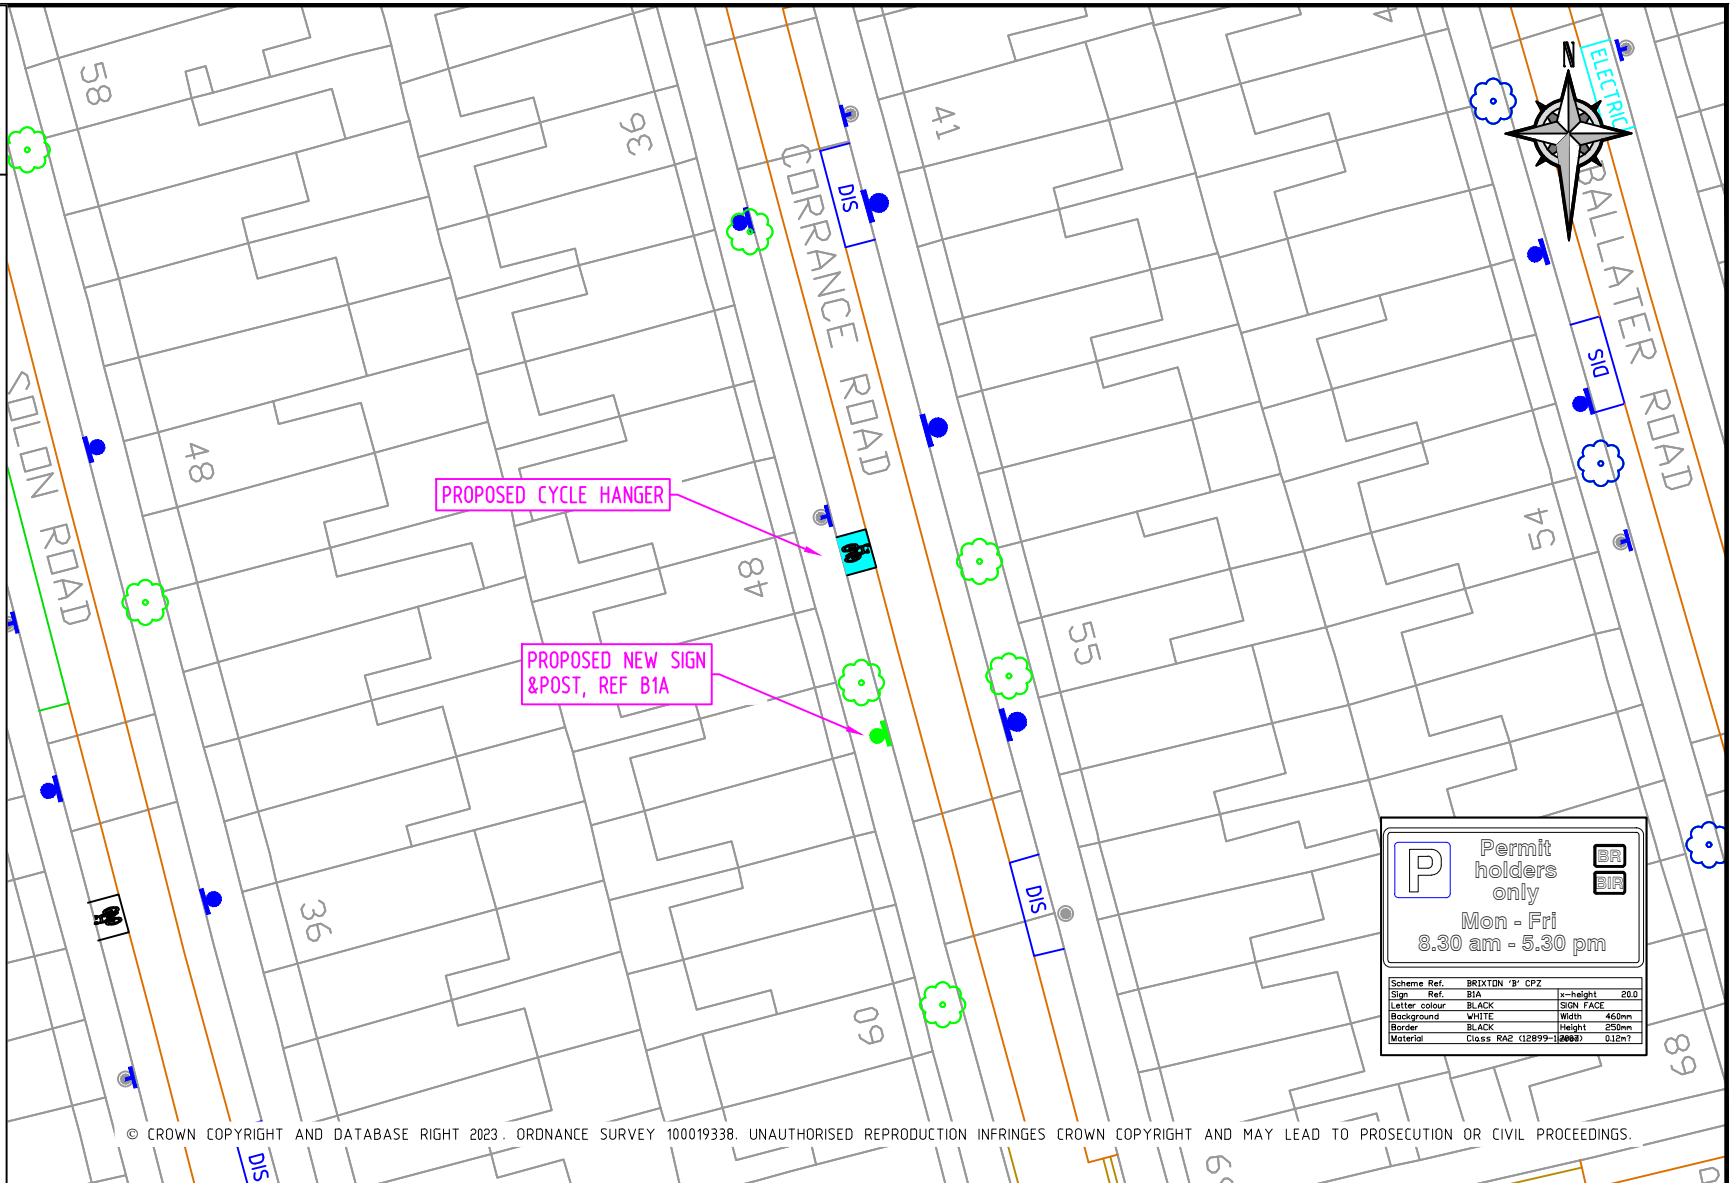 58
36
41
N
ELECTRIC
DIS
CORRANCE ROAD
BALLATER ROAD
DIS
SOLON ROAD
48
PROPOSED CYCLE HANGER
48
54
55
PROPOSED NEW SIGN
&POST, REF B1A
DIS
36
60
P
Permit
holders
only
BR
BIR
Mon - Fri
8.30 am - 5.30 pm
Scheme Ref. BRIXTON 'B' CPZ
Sign Ref. B1A x-height 20.0
Letter colour BLACK SIGN FACE
Background WHITE Width 460mm
Border BLACK Height 250mm
Material Class RA2 0.12m?
68
© CROWN COPYRIGHT AND DATABASE RIGHT 2023. ORDNANCE SURVEY 100019338. UNAUTHORISED REPRODUCTION INFRINGES CROWN COPYRIGHT AND MAY LEAD TO PROSECUTION OR CIVIL PROCEEDINGS.
DIS